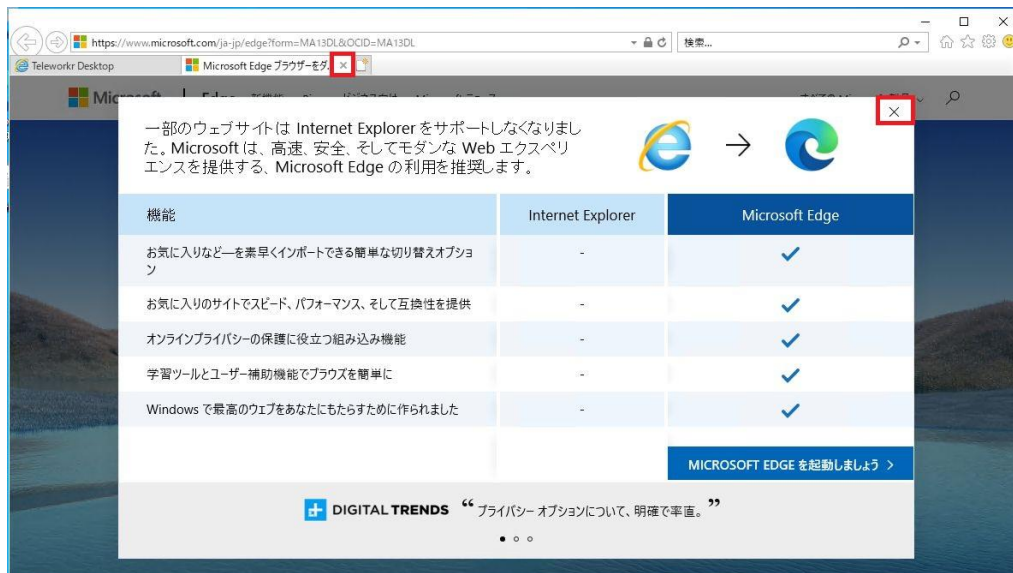 https://www.microsoft.com/ja-jp/edge?form=MA13DL&OCID=MA13DL
検索...
Teleworkr Desktop
Microsoft Edge ブラウザーをダ...
一部のウェブサイトは Internet Explorer をサポートしなくなりまし
た。Microsoft は、高速、安全、そしてモダンな Web エクスペリ
エンスを提供する、Microsoft Edge の利用を推奨します。
機能 Internet Explorer Microsoft Edge
お気に入りなど―を素早くインポートできる簡単な切り替えオプショ
ン
-
お気に入りのサイトでスピード、パフォーマンス、そして互換性を提供 -
オンラインプライバシーの保護に役立つ組み込み機能 -
学習ツールとユーザー補助機能でブラウズを簡単に -
Windows で最高のウェブをあなたにもたらすために作られました -
MICROSOFT EDGE を起動しましょう >
DIGITAL TRENDS “プライバシー オプションについて、明確で率直。”